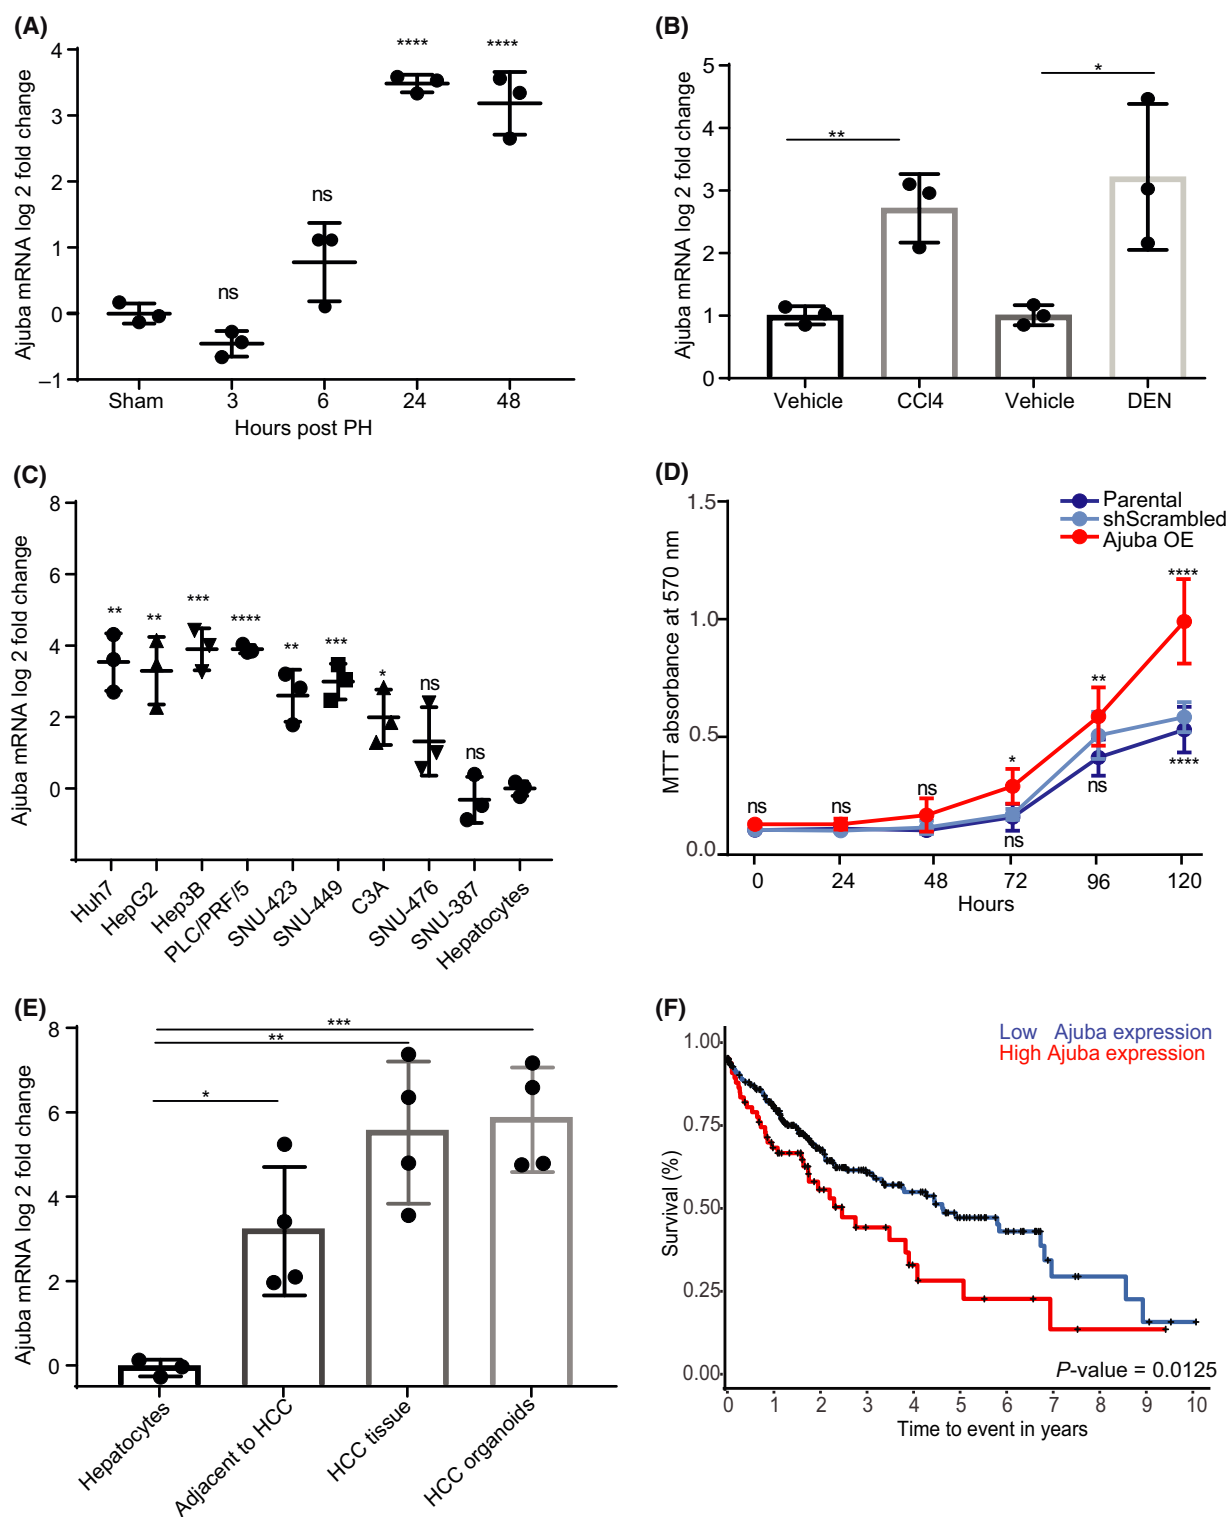 (A)
Ajuba mRNA log 2 fold change
4
3
2
1
0
–1
ns
ns
****
****
Sham
3
6
24
48
Hours post PH
(B)
Ajuba mRNA log 2 fold change
5
4
3
2
1
0
**
*
Vehicle
CCl4
Vehicle
DEN
(C)
Ajuba mRNA log 2 fold change
8
6
4
2
0
**
**
***
****
**
***
*
ns
ns
Huh7
HepG2
Hep3B
PLC/PRF/5
SNU-423
SNU-449
C3A
SNU-476
SNU-387
Hepatocytes
(D)
MTT absorbance at 570 nm
1.5
1.0
0.5
0.0
Parental
shScrambled
Ajuba OE
ns
ns
ns
*
**
****
ns
ns
****
0
24
48
72
96
120
Hours
(E)
Ajuba mRNA log 2 fold change
8
6
4
2
0
***
**
*
Hepatocytes
Adjacent to HCC
HCC tissue
HCC organoids
(F)
Survival (%)
1.00
0.75
0.50
0.25
0.00
Low Ajuba expression
High Ajuba expression
P-value = 0.0125
0 1 2 3 4 5 6 7 8 9 10
Time to event in years